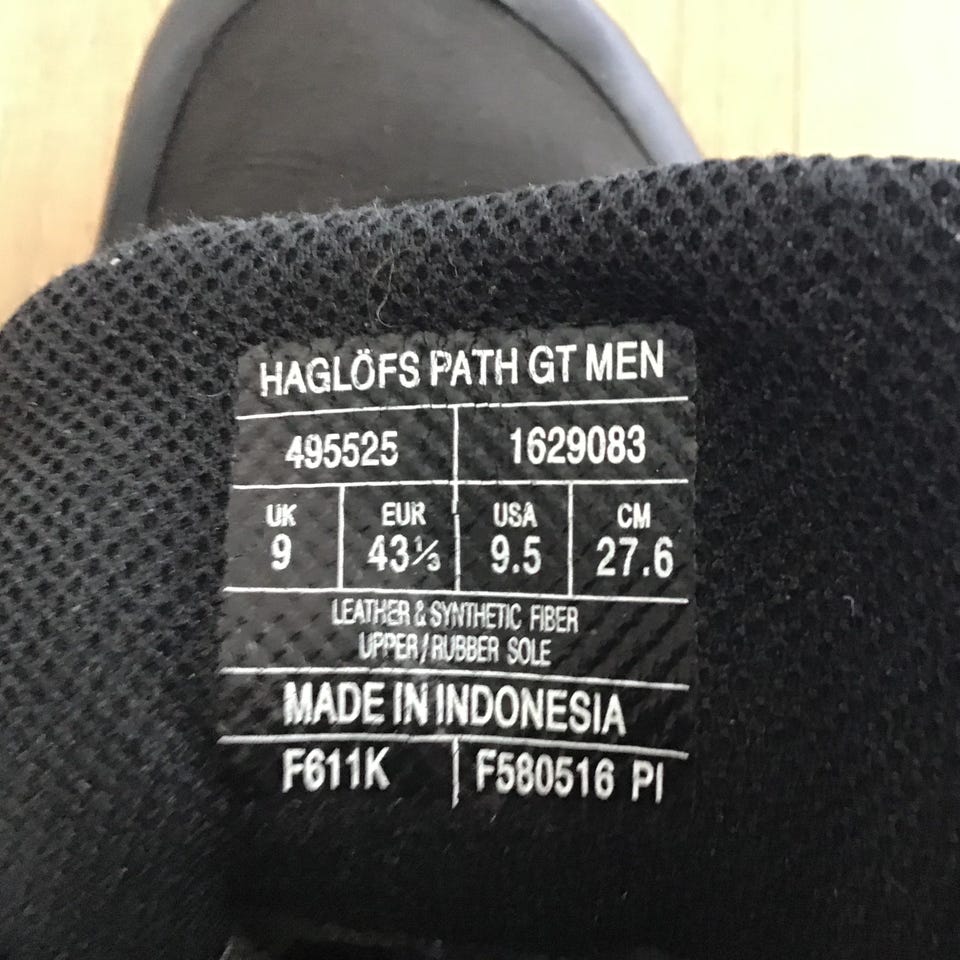 HAGLÖFS PATH GT MEN
495525 1629083
UK EUR USA CM
9 43⅓ 9.5 27.6
LEATHER & SYNTHETIC FIBER
UPPER/RUBBER SOLE
MADE IN INDONESIA
F611K F580516 PI